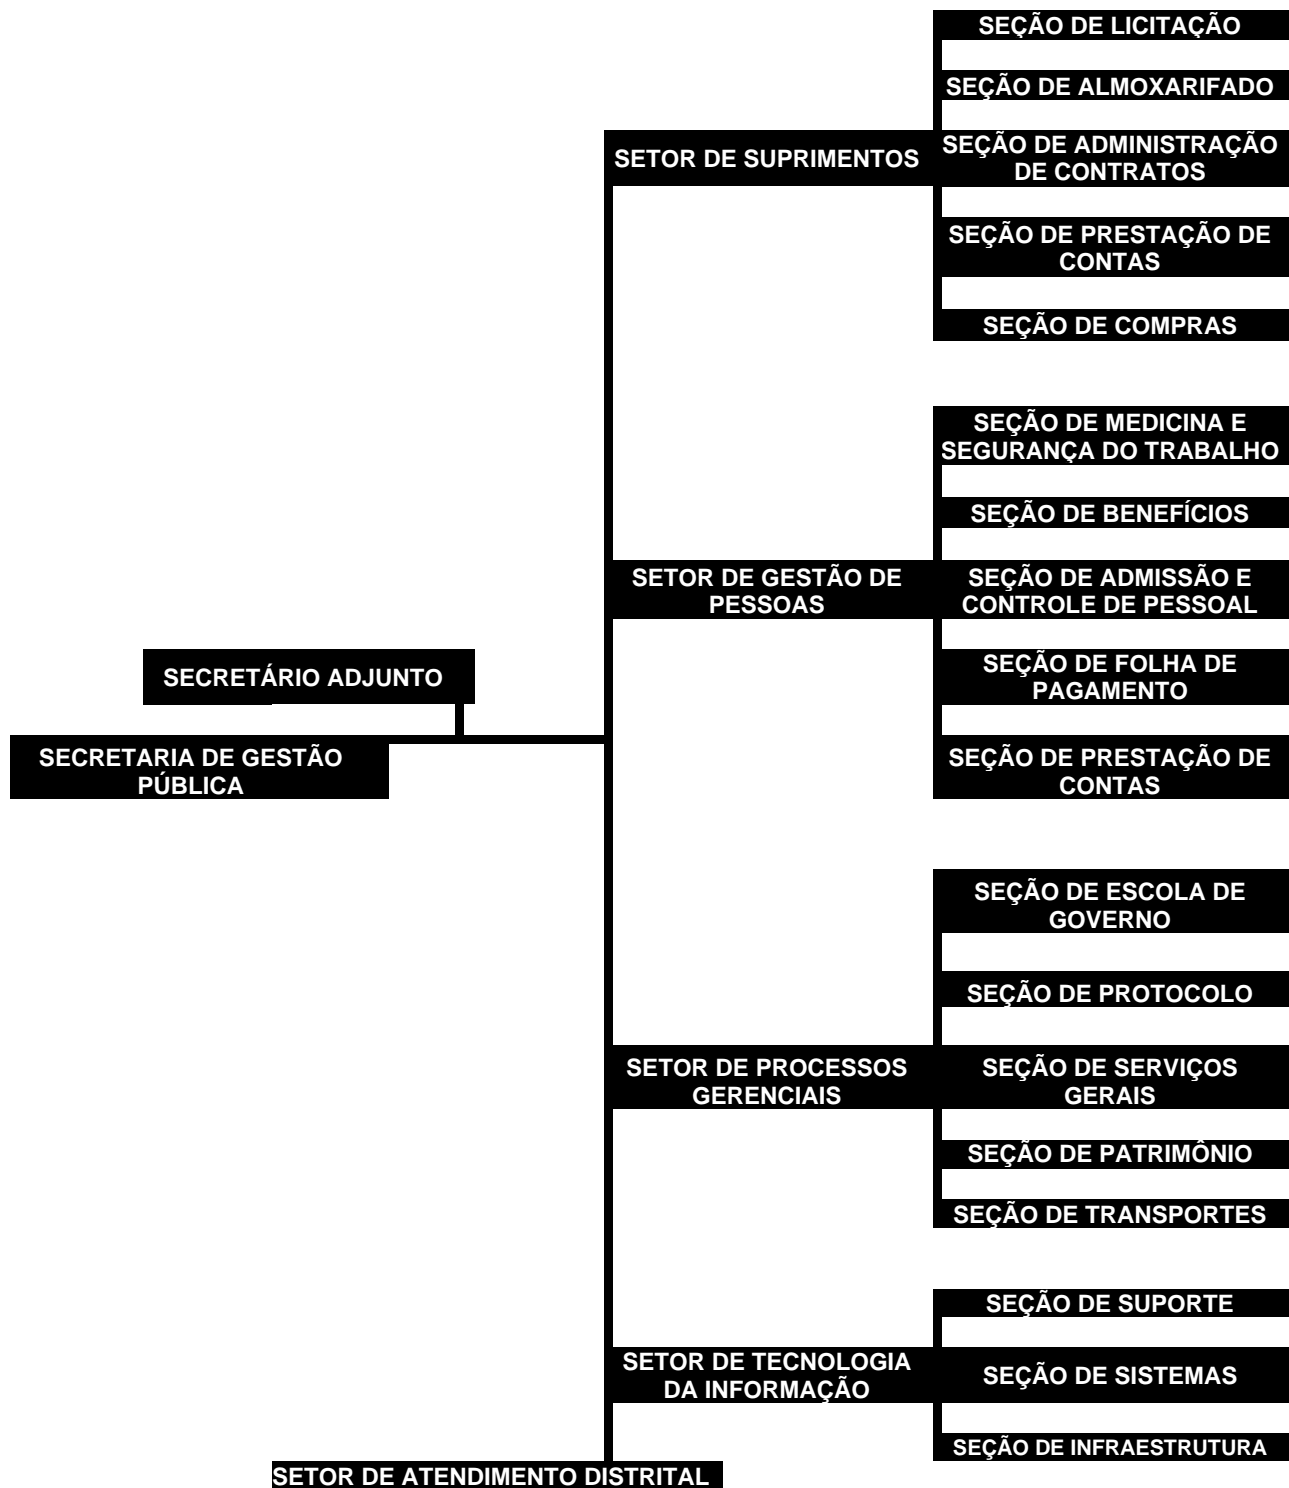 SEÇÃO DE LICITAÇÃO
SEÇÃO DE ALMOXARIFADO
SETOR DE SUPRIMENTOS
SEÇÃO DE ADMINISTRAÇÃO
DE CONTRATOS
SEÇÃO DE PRESTAÇÃO DE
CONTAS
SEÇÃO DE COMPRAS
SEÇÃO DE MEDICINA E
SEGURANÇA DO TRABALHO
SEÇÃO DE BENEFÍCIOS
SETOR DE GESTÃO DE
PESSOAS
SEÇÃO DE ADMISSÃO E
CONTROLE DE PESSOAL
SECRETÁRIO ADJUNTO
SEÇÃO DE FOLHA DE
PAGAMENTO
SECRETARIA DE GESTÃO
PÚBLICA
SEÇÃO DE PRESTAÇÃO DE
CONTAS
SEÇÃO DE ESCOLA DE
GOVERNO
SEÇÃO DE PROTOCOLO
SETOR DE PROCESSOS
GERENCIAIS
SEÇÃO DE SERVIÇOS
GERAIS
SEÇÃO DE PATRIMÔNIO
SEÇÃO DE TRANSPORTES
SEÇÃO DE SUPORTE
SETOR DE TECNOLOGIA
DA INFORMAÇÃO
SEÇÃO DE SISTEMAS
SEÇÃO DE INFRAESTRUTURA
SETOR DE ATENDIMENTO DISTRITAL